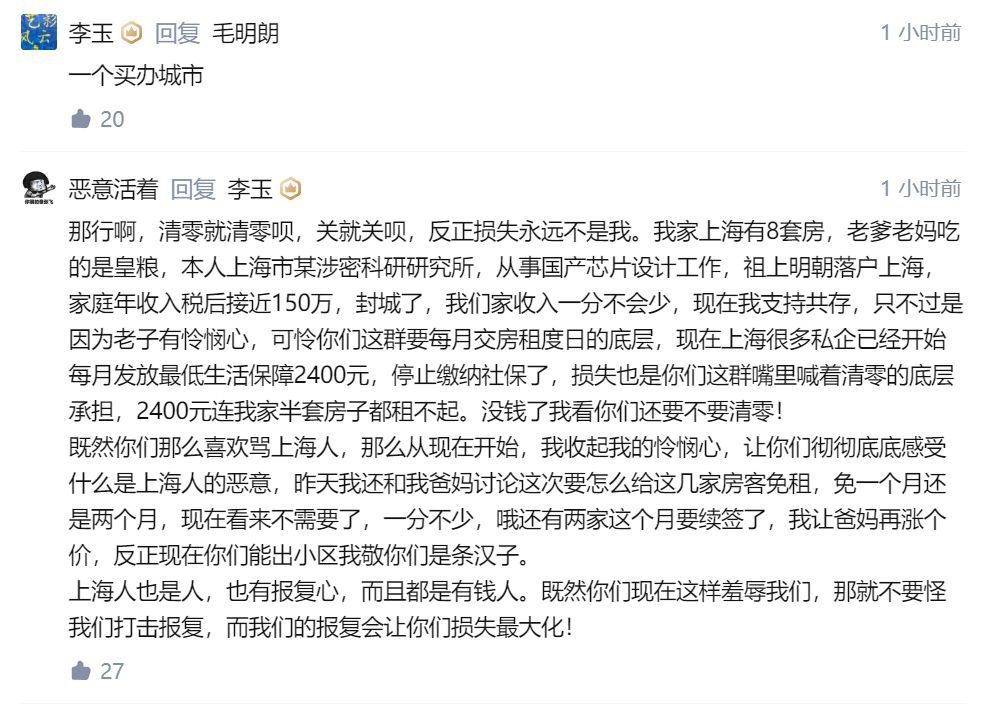 艺彩
风云
李玉 回复 毛明朗 1 小时前
一个买办城市
20
恶意活着 回复 李玉 1 小时前
那行啊，清零就清零呗，关就关呗，反正损失永远不是我。我家上海有8套房，老爹老妈吃
的是皇粮，本人上海市某涉密科研研究所，从事国产芯片设计工作，祖上明朝落户上海，
家庭年收入税后接近150万，封城了，我们家收入一分不会少，现在我支持共存，只不过是
因为老子有怜悯心，可怜你们这群要每月交房租度日的底层，现在上海很多私企已经开始
每月发放最低生活保障2400元，停止缴纳社保了，损失也是你们这群嘴里喊着清零的底层
承担，2400元连我家半套房子都租不起。没钱了我看你们还要不要清零！
既然你们那么喜欢骂上海人，那么从现在开始，我收起我的怜悯心，让你们彻彻底底感受
什么是上海人的恶意，昨天我还和我爸妈讨论这次要怎么给这几家房客免租，免一个月还
是两个月，现在看来不需要了，一分不少，哦还有两家这个月要续签了，我让爸妈再涨个
价，反正现在你们能出小区我敬你们是条汉子。
上海人也是人，也有报复心，而且都是有钱人。既然你们现在这样羞辱我们，那就不要怪
我们打击报复，而我们的报复会让你们损失最大化！
27